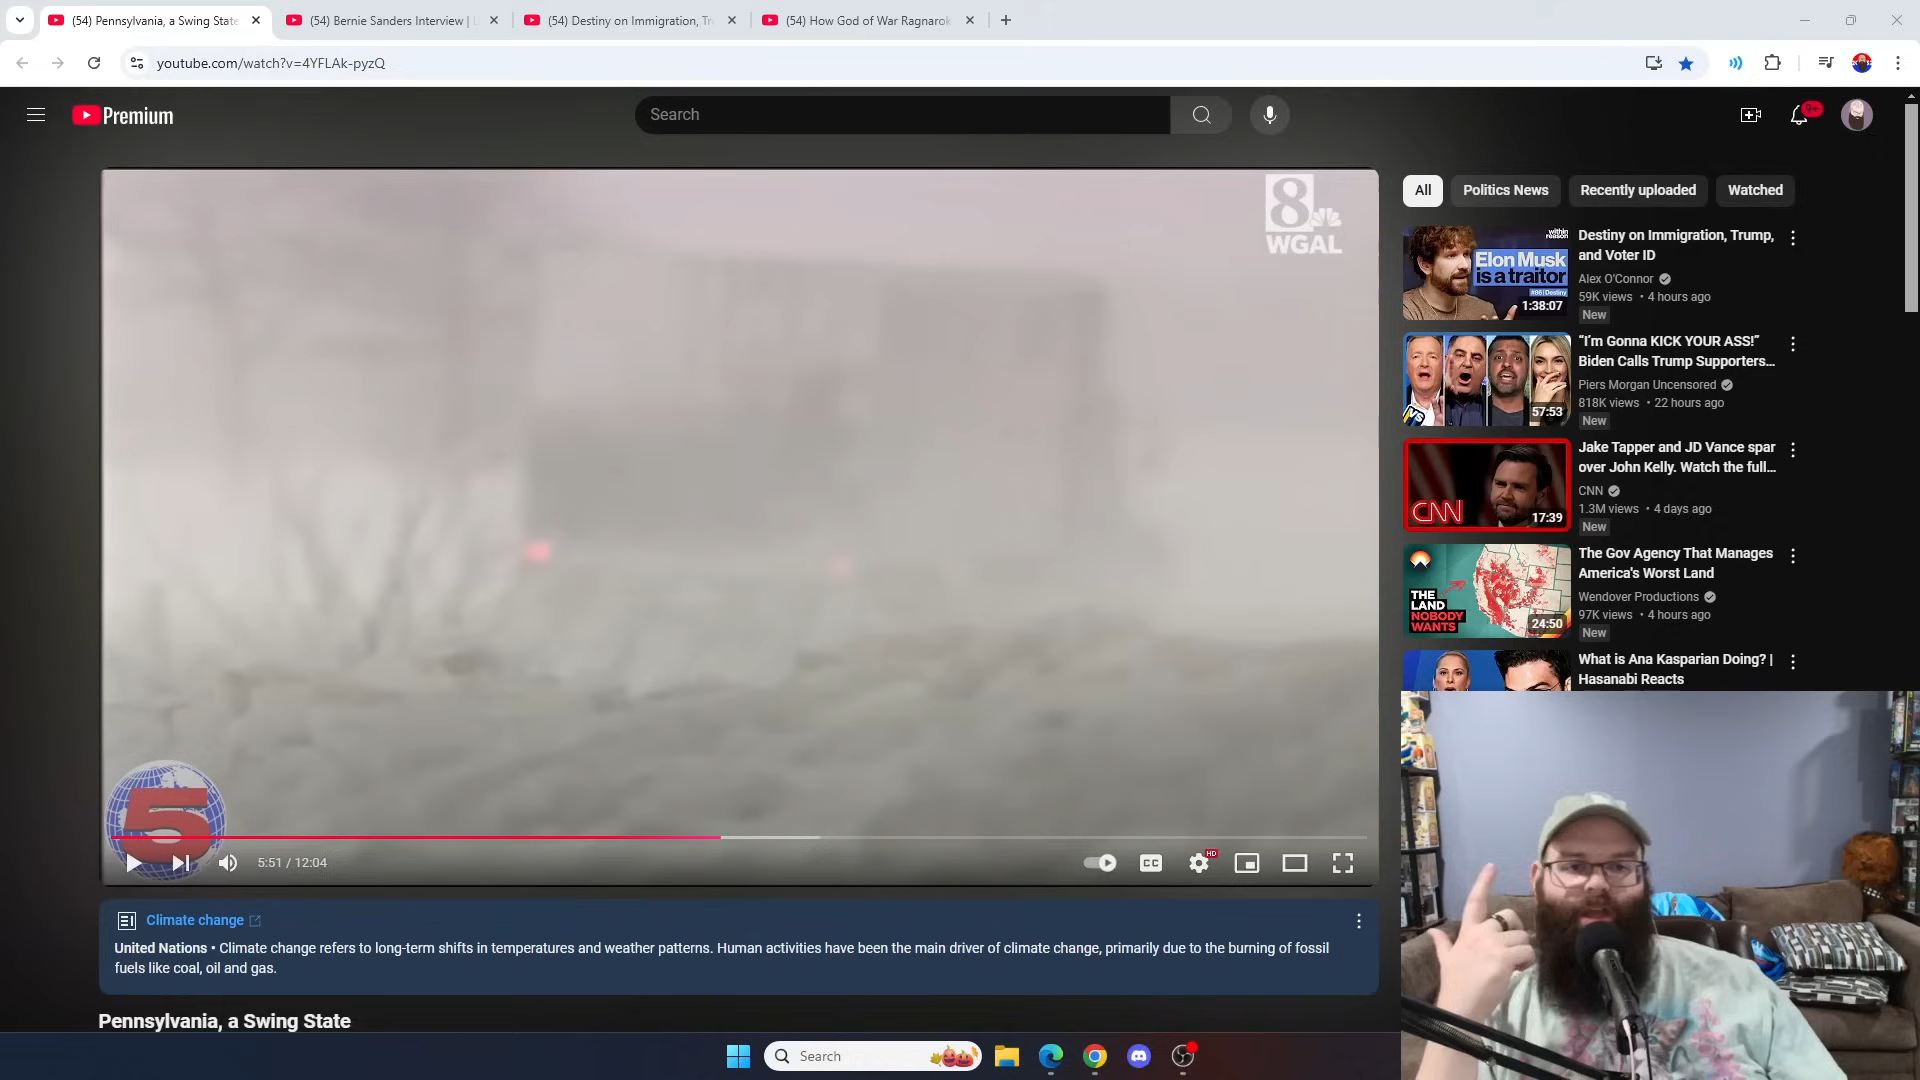 (54) Pennsylvania, a Swing State
(54) Bernie Sanders Interview |
(54) Destiny on Immigration, Tr
(54) How God of War Ragnarok
youtube.com/watch?v=4YFLAk-pyzQ
Premium
Search
9+
8
WGAL
5
5:51 / 12:04
CC
HD
Climate change
United Nations • Climate change refers to long-term shifts in temperatures and weather patterns. Human activities have been the main driver of climate change, primarily due to the burning of fossil
fuels like coal, oil and gas.
Pennsylvania, a Swing State
All
Politics News
Recently uploaded
Watched
within
reason
Elon Musk
is a traitor
1:38:07
Destiny on Immigration, Trump,
and Voter ID
Alex O'Connor
59K views • 4 hours ago
New
57:53
"I'm Gonna KICK YOUR ASS!"
Biden Calls Trump Supporters...
Piers Morgan Uncensored
818K views • 22 hours ago
New
CNN
17:39
Jake Tapper and JD Vance spar
over John Kelly. Watch the full...
CNN
1.3M views • 4 days ago
New
THE
LAND
NOBODY
WANTS
24:50
The Gov Agency That Manages
America's Worst Land
Wendover Productions
97K views • 4 hours ago
New
What is Ana Kasparian Doing? |
Hasanabi Reacts
Search